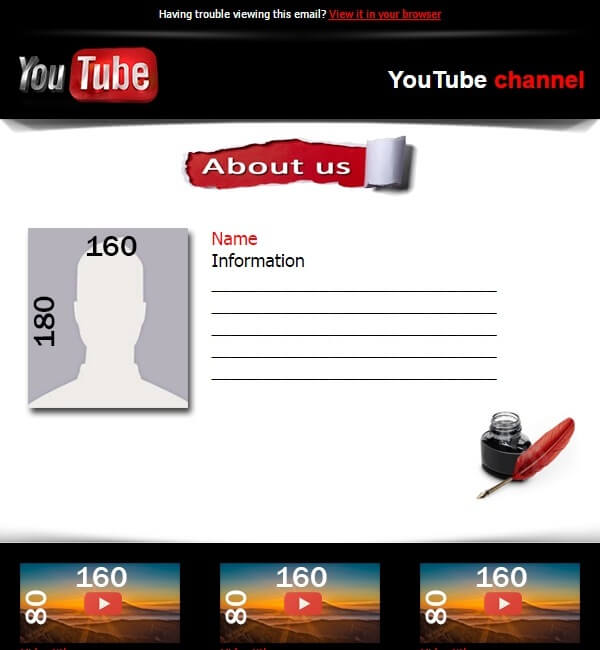 Having trouble viewing this email? View it in your browser
YouTube
YouTube channel
About us
160
180
Name
Information
160 160 160
80 80 80